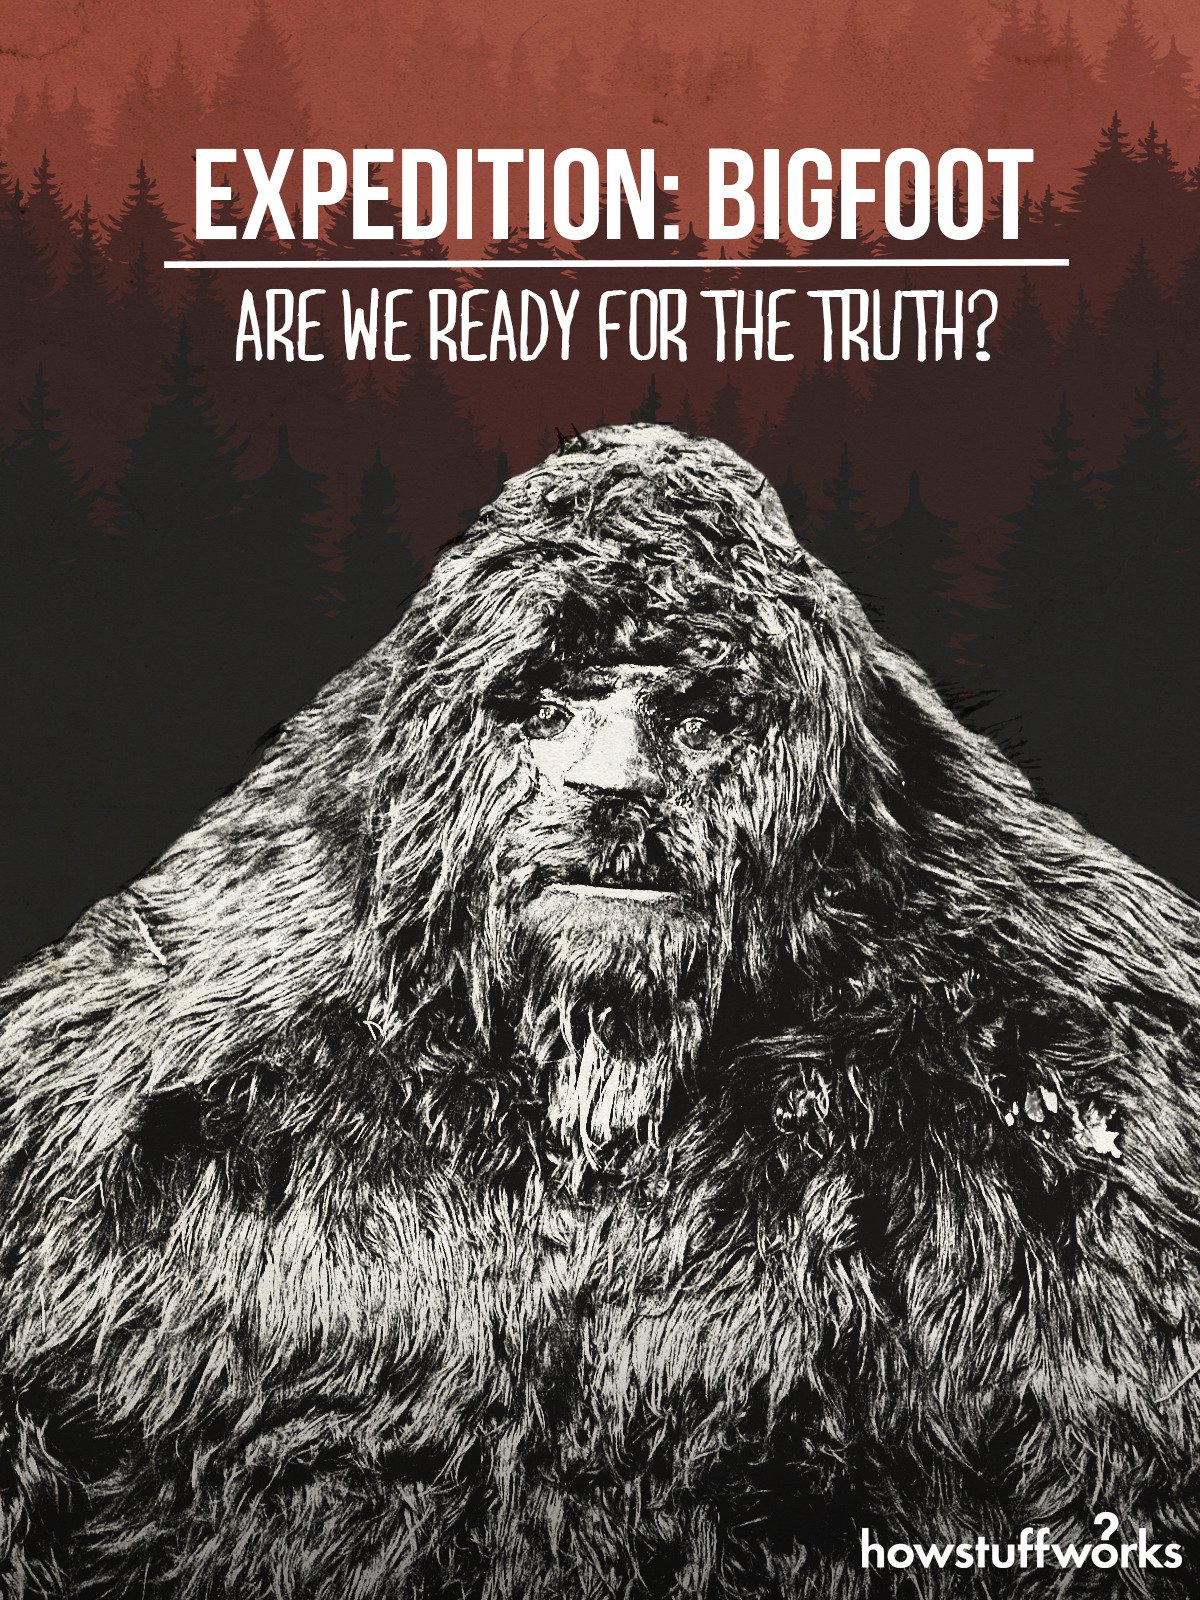 EXPEDITION: BIGFOOT
ARE WE READY FOR THE TRUTH?
howstuffworks
?